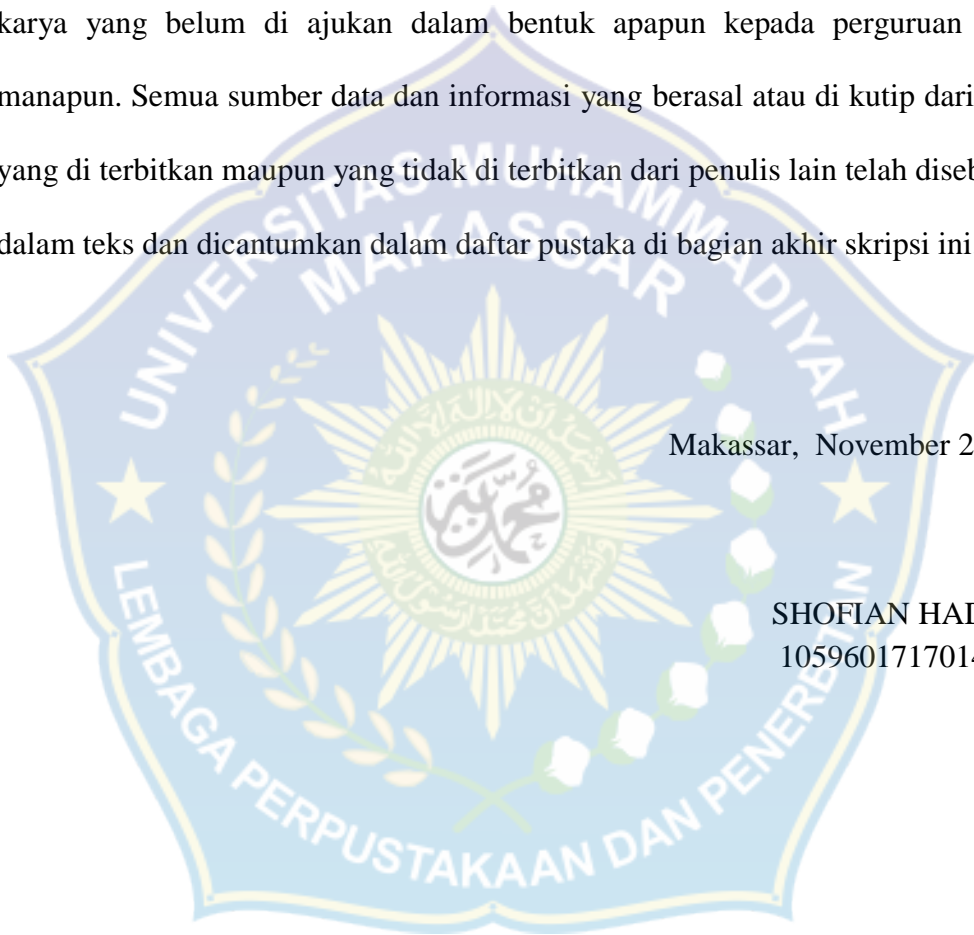 karya yang belum di ajukan dalam bentuk apapun kepada perguruan
manapun. Semua sumber data dan informasi yang berasal atau di kutip dari
yang di terbitkan maupun yang tidak di terbitkan dari penulis lain telah
dalam teks dan dicantumkan dalam daftar pustaka di bagian akhir skripsi ini
UNIVERSITAS MUHAMMADIYAH
MAKASSAR
Makassar, November
SHOFIAN
105960171701
LEMBAGA PERPUSTAKAAN DAN PENERBITAN